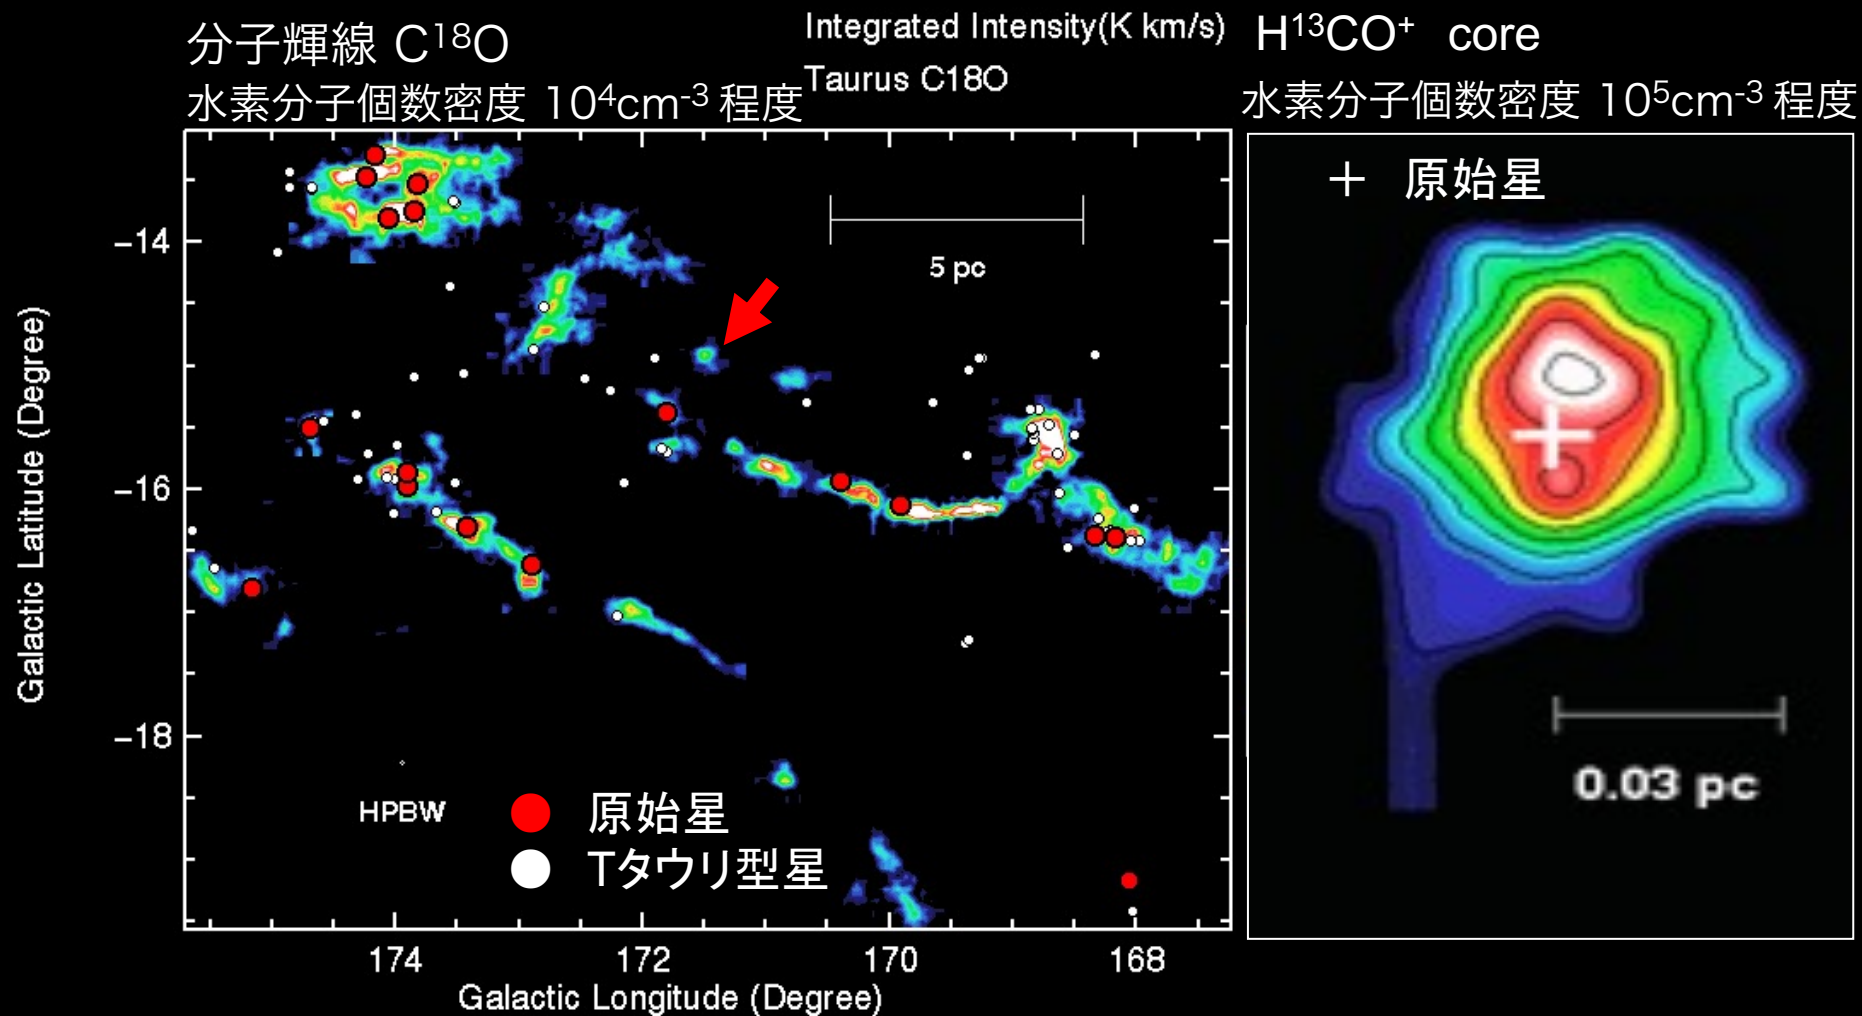 分子輝線 C¹⁸O
水素分子個数密度 10⁴cm⁻³ 程度
Integrated Intensity(K km/s)
Taurus C18O
H¹³CO⁺ core
水素分子個数密度 10⁵cm⁻³ 程度
Galactic Latitude (Degree)
−14
−16
−18
5 pc
HPBW
原始星
Tタウリ型星
174
172
170
168
Galactic Longitude (Degree)
＋ 原始星
0.03 pc